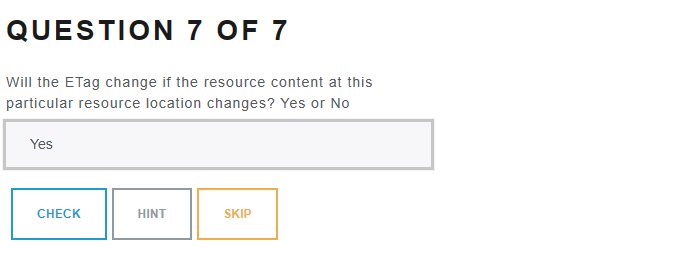 QUESTION 7 OF 7
Will the ETag change if the resource content at this
particular resource location changes? Yes or No
Yes
CHECK
HINT
SKIP